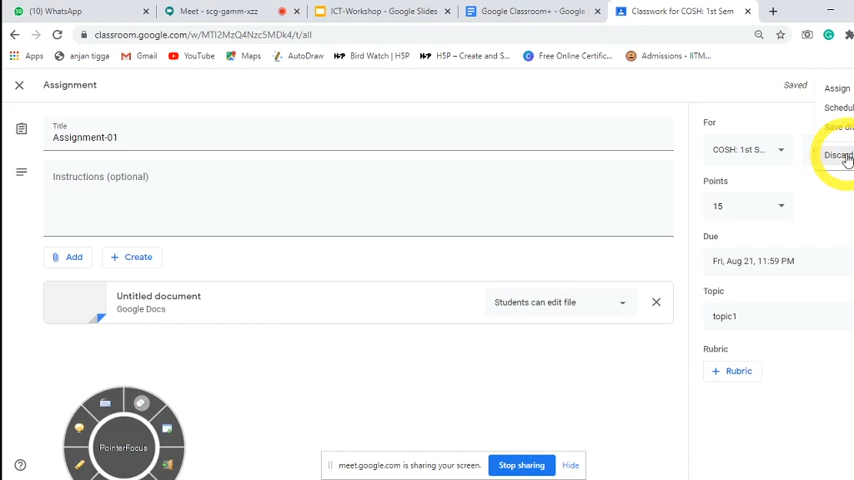 (10) WhatsApp
Meet - scg-gamm-xzz
ICT-Workshop - Google Slides
Google Classroom+ - Google
Classwork for COSH: 1st Sem
classroom.google.com/w/MTI2MzQ4Nzc5MDk4/t/all
Apps
anjan tigga
Gmail
YouTube
Maps
AutoDraw
H-P
Bird Watch | H5P
H5P – Create and S...
Free Online Certific...
Admissions - IITM...
Assignment
Saved
Assign
Schedul
Save dra
Discard
Title
Assignment-01
Instructions (optional)
Add
Create
Untitled document
Google Docs
Students can edit file
For
COSH: 1st S...
Points
15
Due
Fri, Aug 21, 11:59 PM
Topic
topic1
Rubric
Rubric
PointerFocus
meet.google.com is sharing your screen.
Stop sharing
Hide